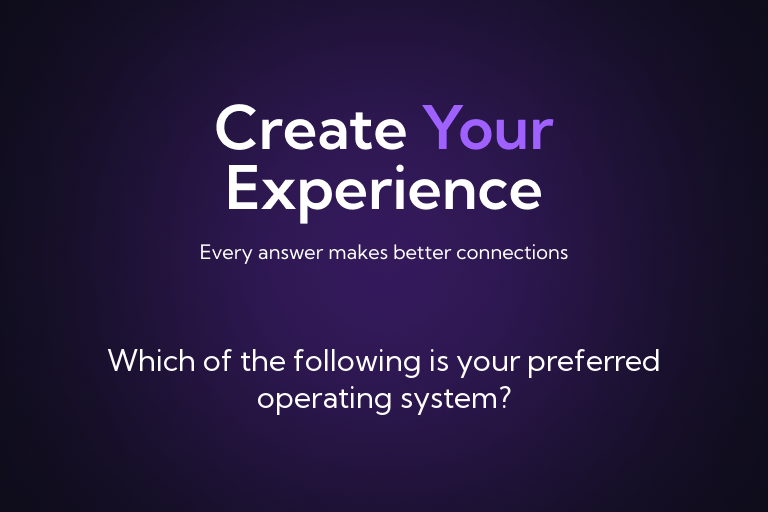 Create Your
Experience
Every answer makes better connections
Which of the following is your preferred
operating system?